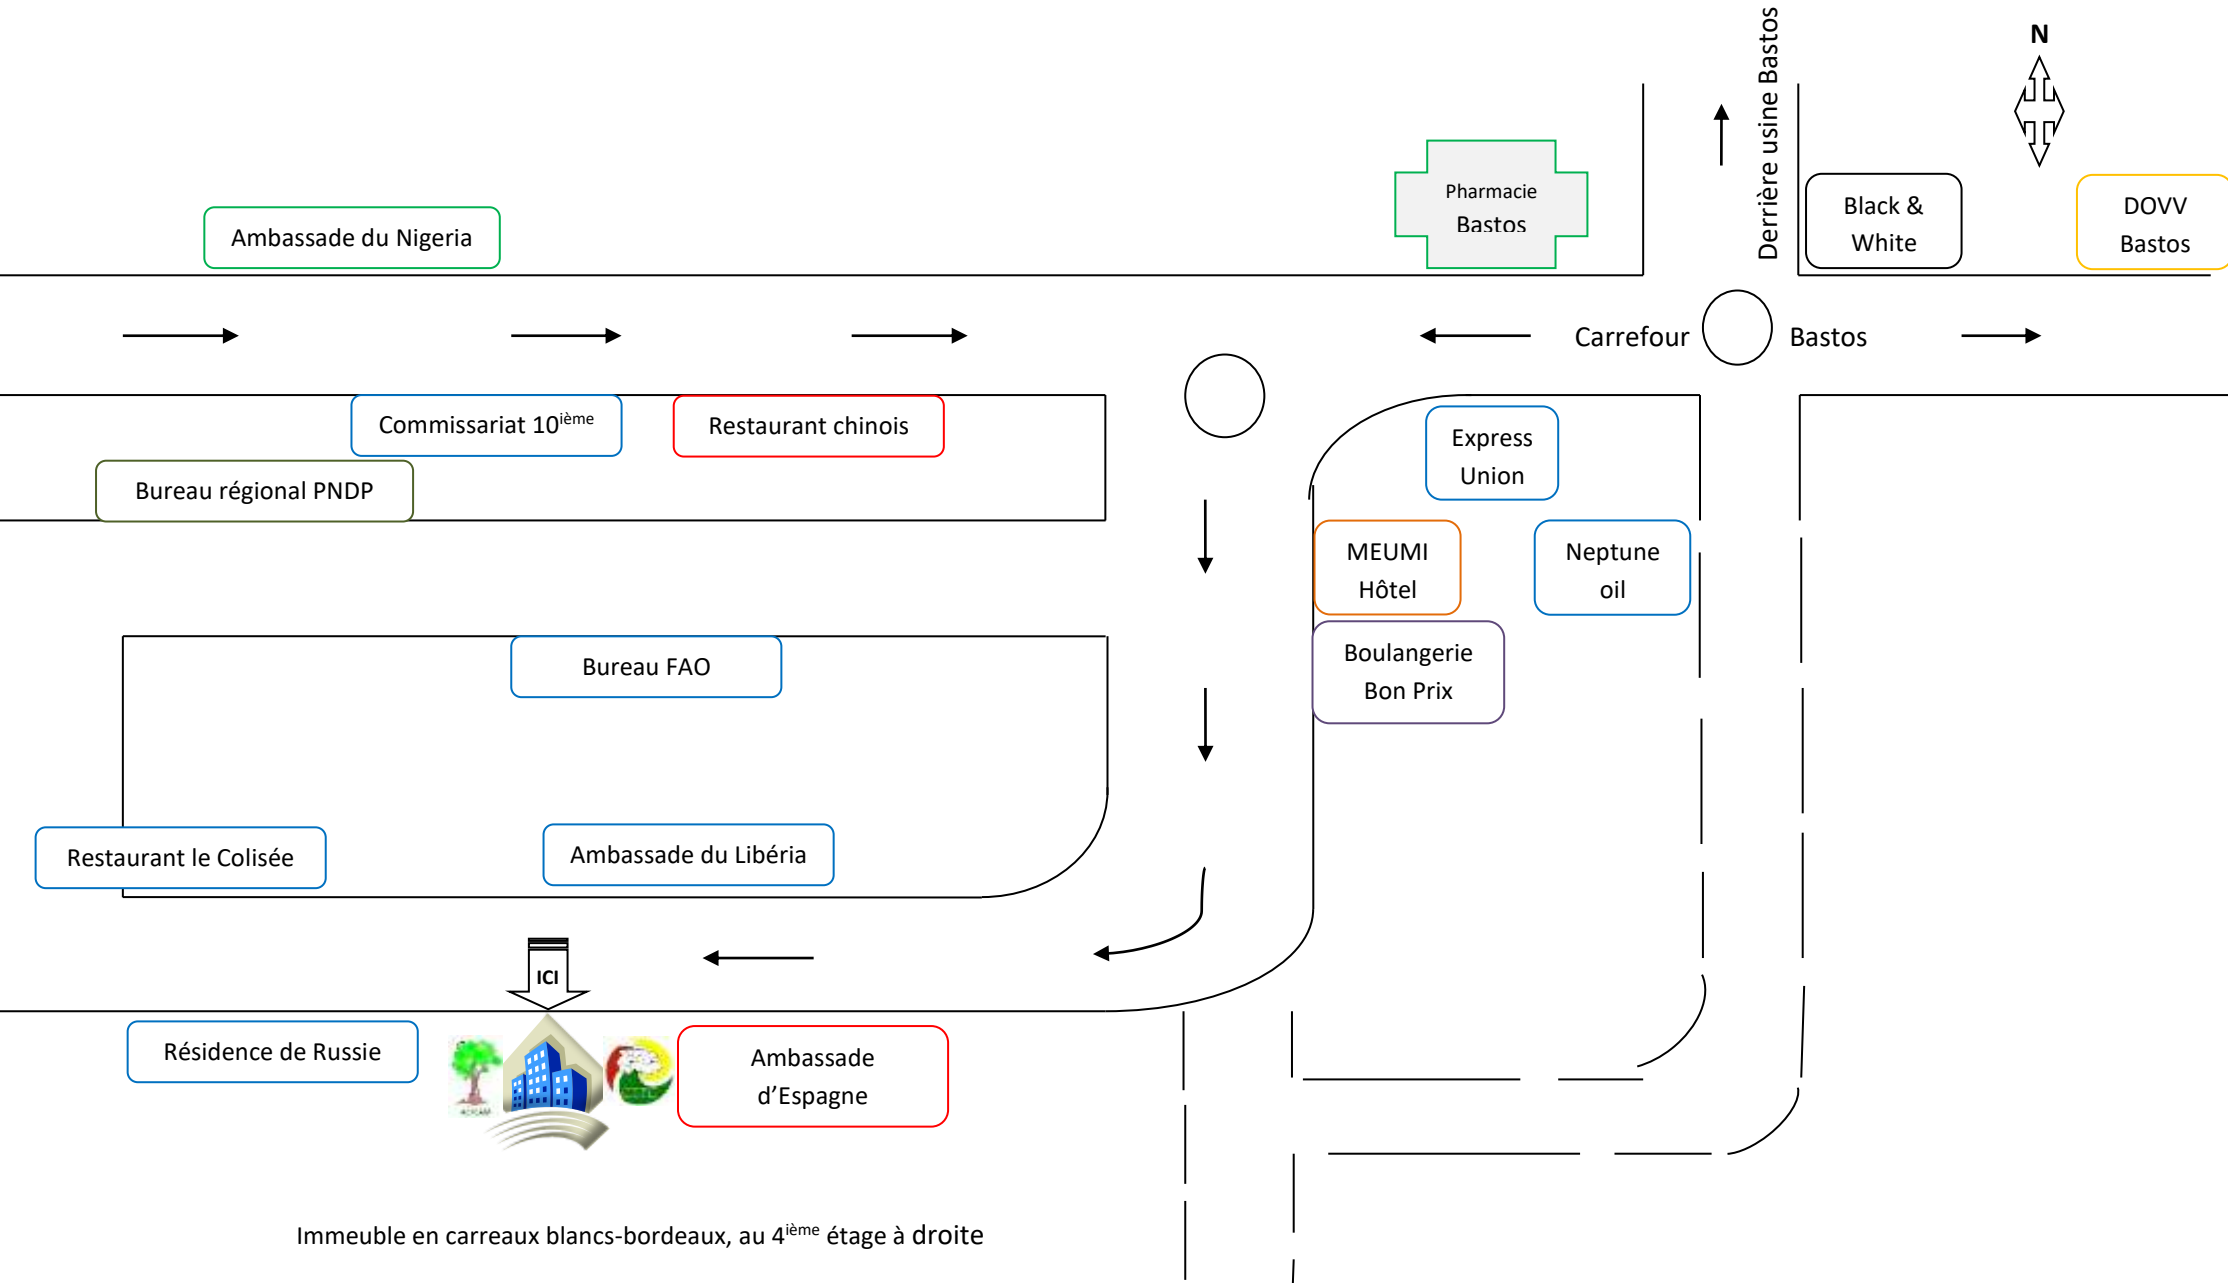 N
Derrière usine Bastos
Pharmacie
Bastos
Black &
White
DOVV
Bastos
Ambassade du Nigeria
Carrefour
Bastos
Commissariat 10ième
Restaurant chinois
Express
Union
Bureau régional PNDP
MEUMI
Hôtel
Neptune
oil
Bureau FAO
Boulangerie
Bon Prix
Restaurant le Colisée
Ambassade du Libéria
ICI
Résidence de Russie
Ambassade
d’Espagne
Immeuble en carreaux blancs-bordeaux, au 4ième étage à droite